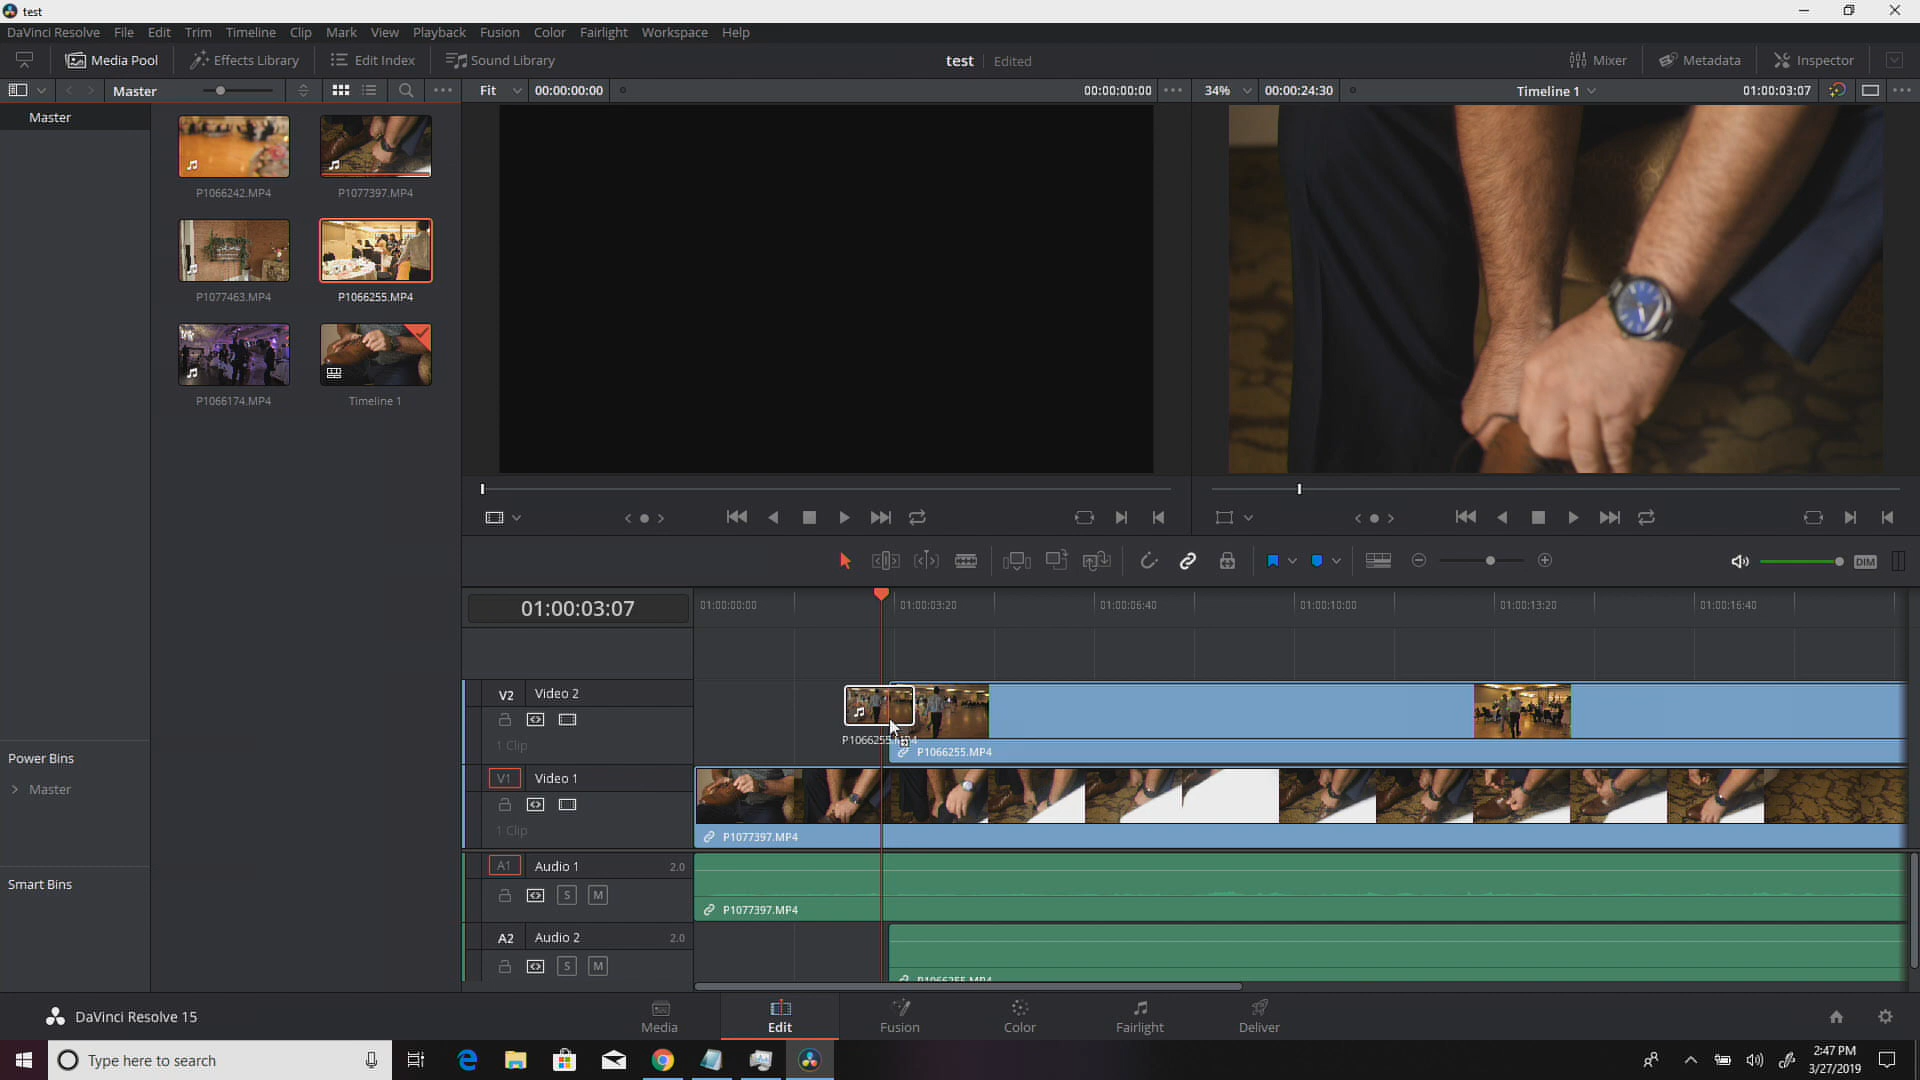 test
DaVinci Resolve File Edit Trim Timeline Clip Mark View Playback Fusion Color Fairlight Workspace Help
Media Pool Effects Library Edit Index Sound Library test Edited Mixer Metadata Inspector
Master Fit 00:00:00:00 00:00:00:00 34% 00:00:24:30 Timeline 1 01:00:03:07
Master
P1066242.MP4 P1077397.MP4
P1077463.MP4 P1066255.MP4
P1066174.MP4 Timeline 1
DIM
01:00:03:07 01:00:00:00 01:00:03:20 01:00:06:40 01:00:10:00 01:00:13:20 01:00:16:40
V2 Video 2
1 Clip
P1066255.MP4
P1066255.MP4
Power Bins
Master
V1 Video 1
1 Clip
P1077397.MP4
Smart Bins
A1 Audio 1 2.0
S M
P1077397.MP4
A2 Audio 2 2.0
S M
P1066255.MP4
DaVinci Resolve 15
Media Edit Fusion Color Fairlight Deliver
Type here to search
2:47 PM
3/27/2019